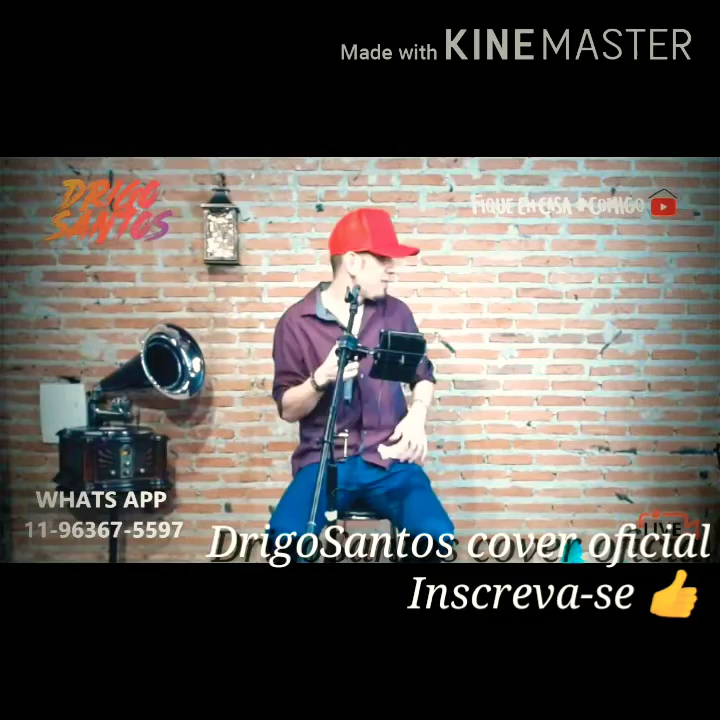 Made with KINEMASTER
DRIGO
SANTOS
FIQUE EM CASA #COMIGO
WHATS APP
11-96367-5597
LIVE
DrigoSantos cover oficial
Inscreva-se 👍